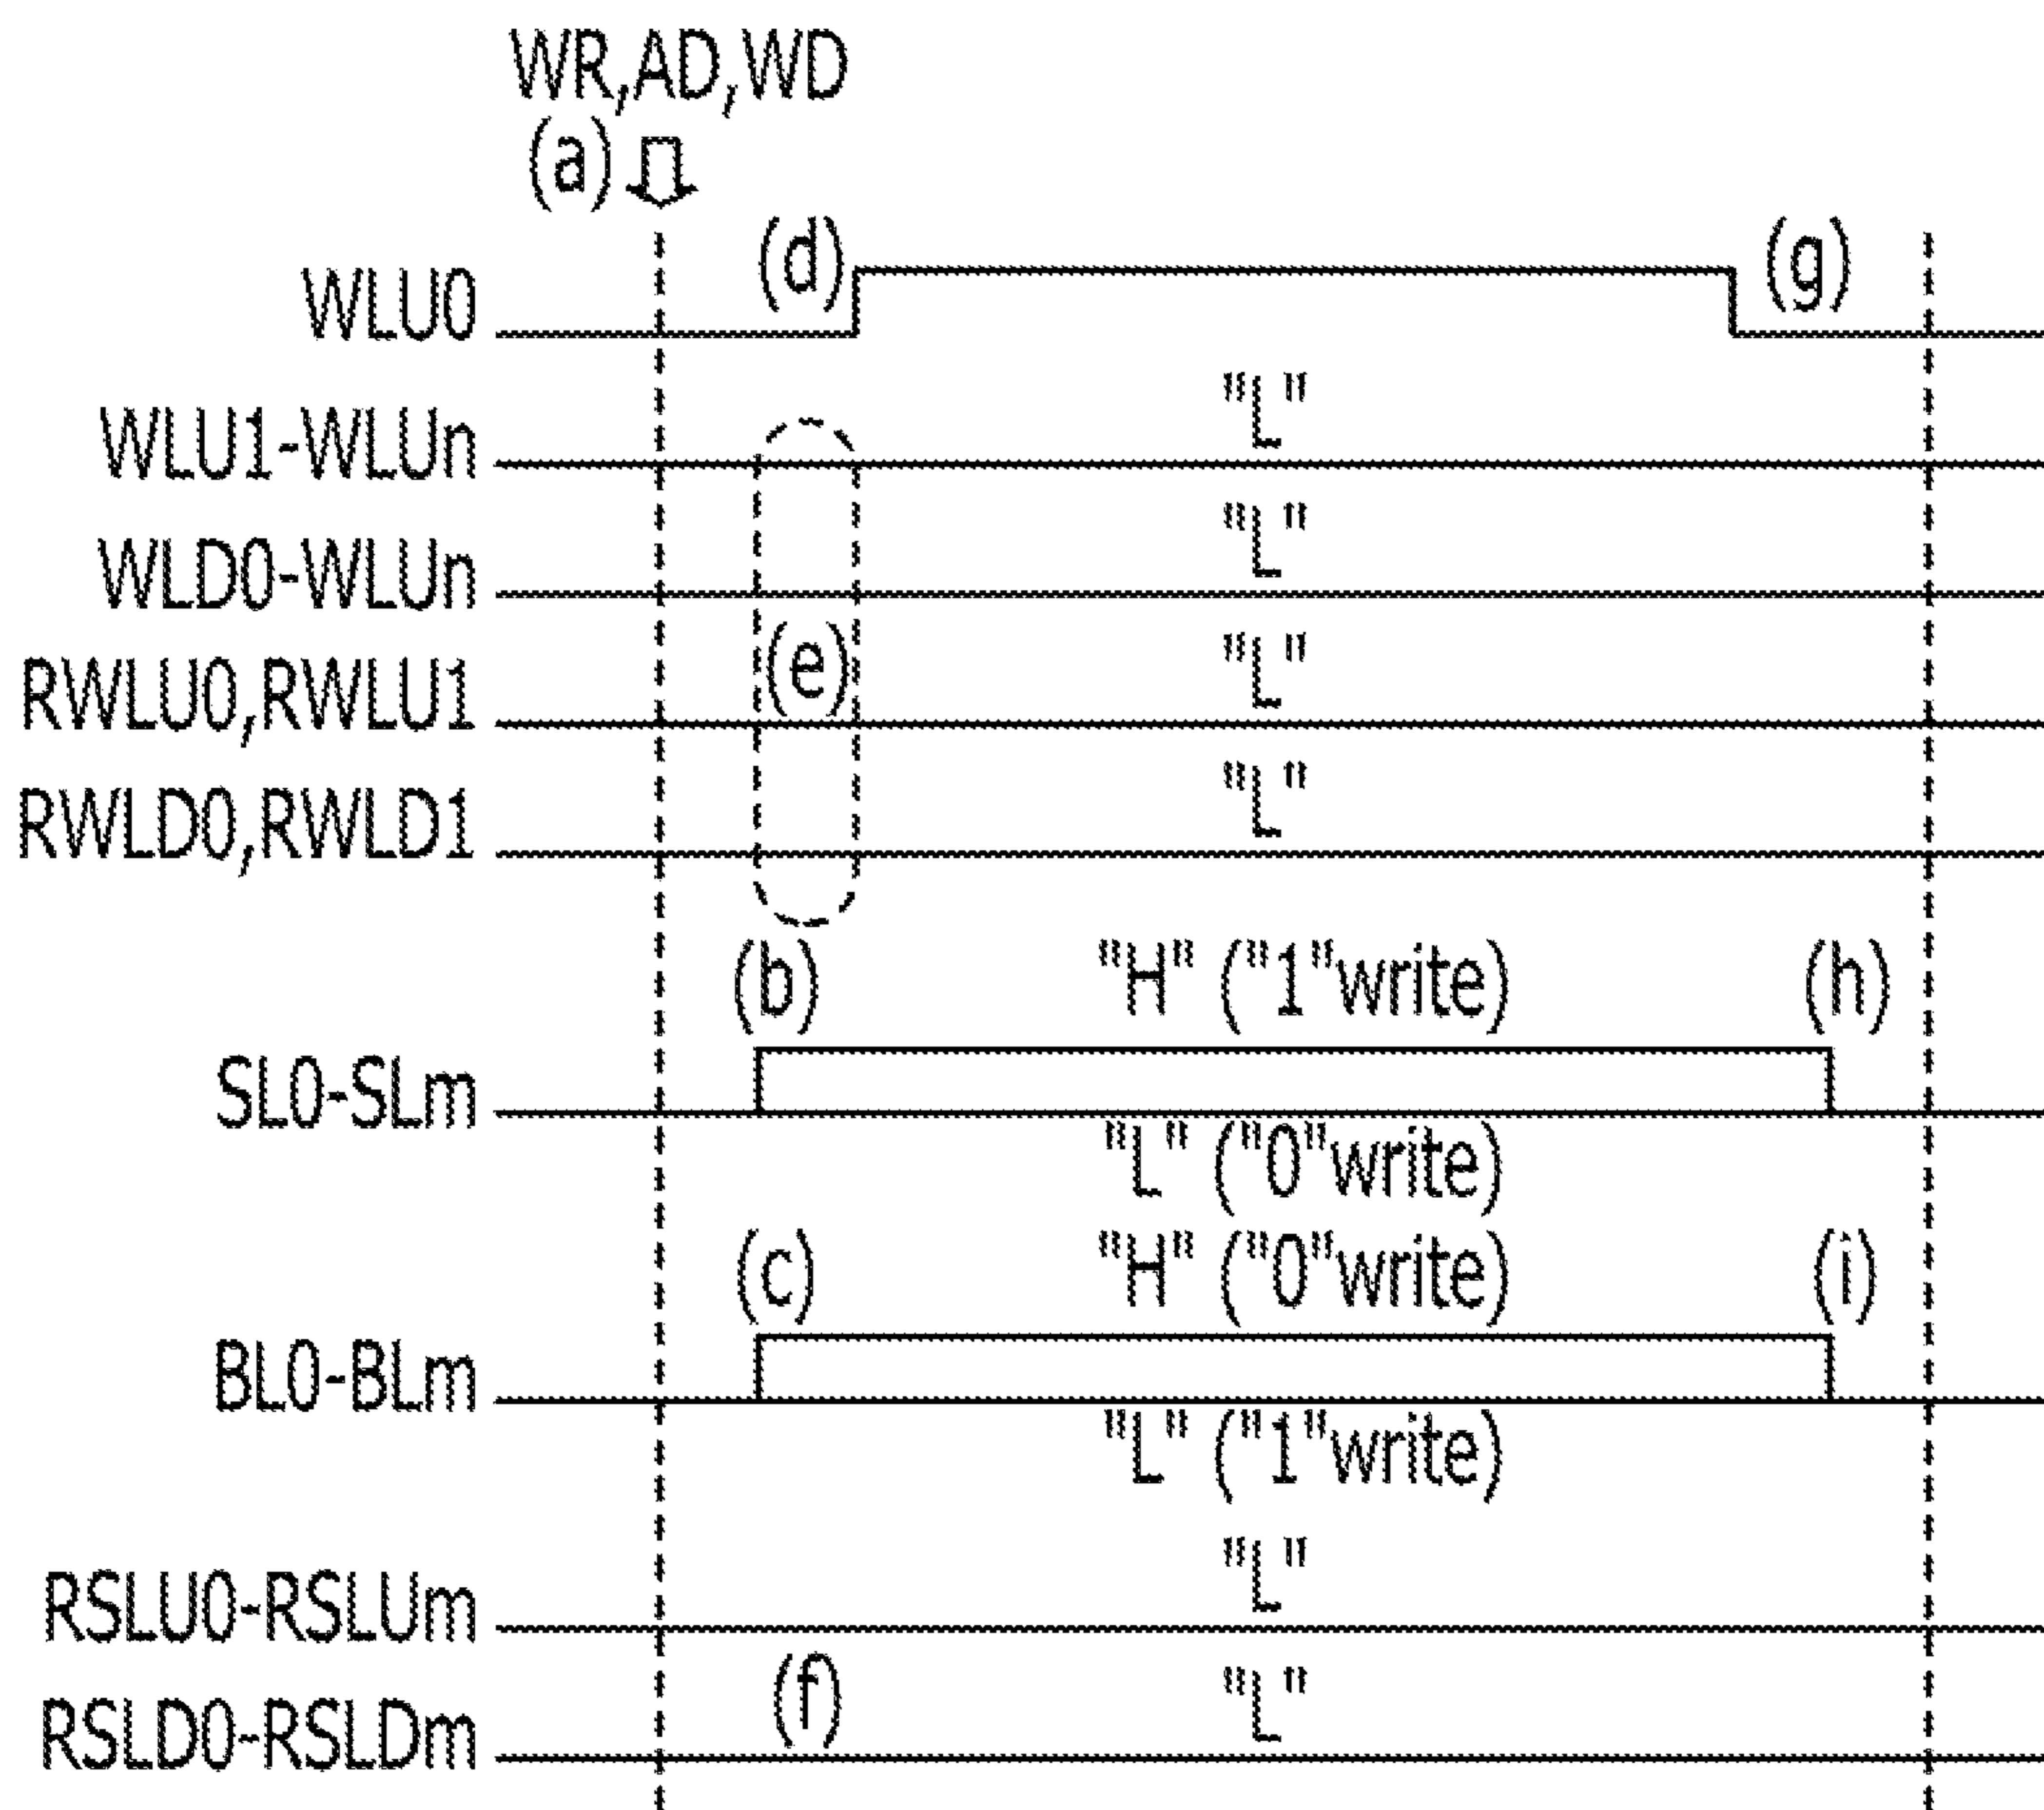 WR,AD,WD
(a)
(d)
(g)
WLU0
"L"
WLU1-WLUn
"L"
WLD0-WLUn
(e)
"L"
RWLU0,RWLU1
"L"
RWLD0,RWLD1
(b)
"H" ("1"write)
(h)
SL0-SLm
"L" ("0"write)
(c)
"H" ("0"write)
(i)
BL0-BLm
"L" ("1"write)
"L"
RSLU0-RSLUm
(f)
"L"
RSLD0-RSLDm